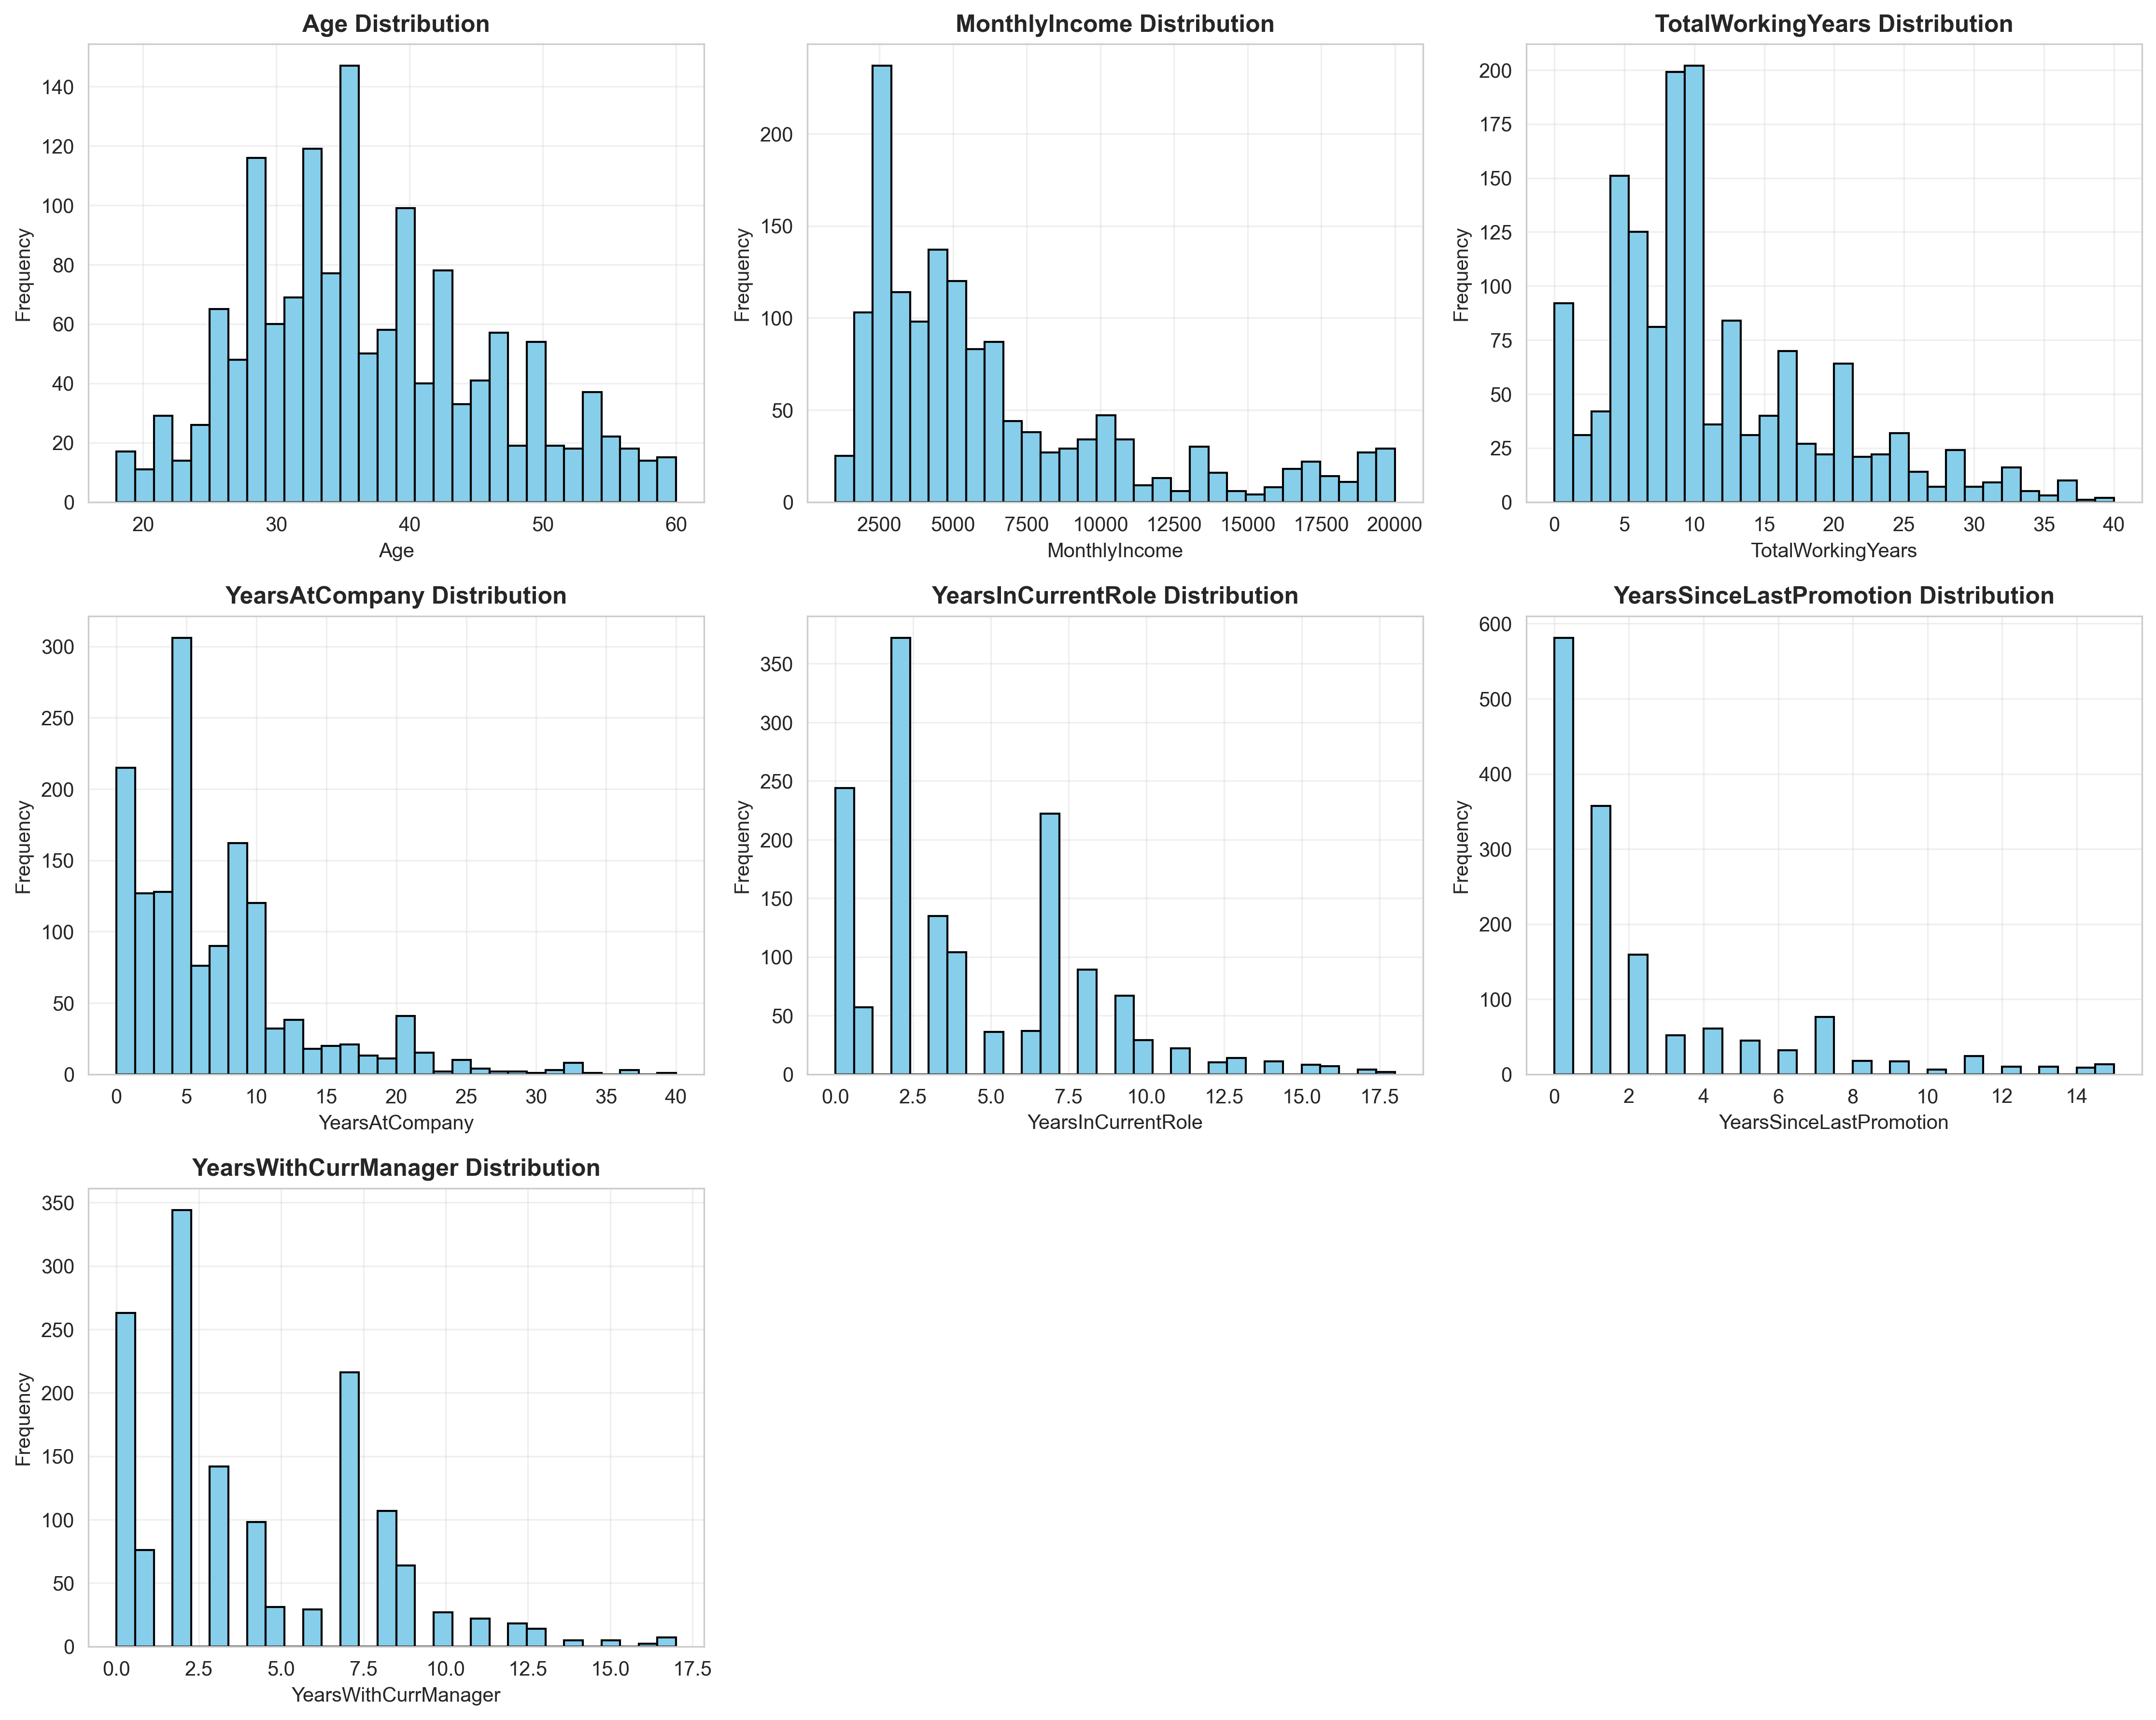 Age Distribution
140
120
100
80
60
40
20
0
Frequency
20 30 40 50 60
Age
MonthlyIncome Distribution
200
150
100
50
0
Frequency
2500 5000 7500 10000 12500 15000 17500 20000
MonthlyIncome
TotalWorkingYears Distribution
200
175
150
125
100
75
50
25
0
Frequency
0 5 10 15 20 25 30 35 40
TotalWorkingYears
YearsAtCompany Distribution
300
250
200
150
100
50
0
Frequency
0 5 10 15 20 25 30 35 40
YearsAtCompany
YearsInCurrentRole Distribution
350
300
250
200
150
100
50
0
Frequency
0.0 2.5 5.0 7.5 10.0 12.5 15.0 17.5
YearsInCurrentRole
YearsSinceLastPromotion Distribution
600
500
400
300
200
100
0
Frequency
0 2 4 6 8 10 12 14
YearsSinceLastPromotion
YearsWithCurrManager Distribution
350
300
250
200
150
100
50
0
Frequency
0.0 2.5 5.0 7.5 10.0 12.5 15.0 17.5
YearsWithCurrManager